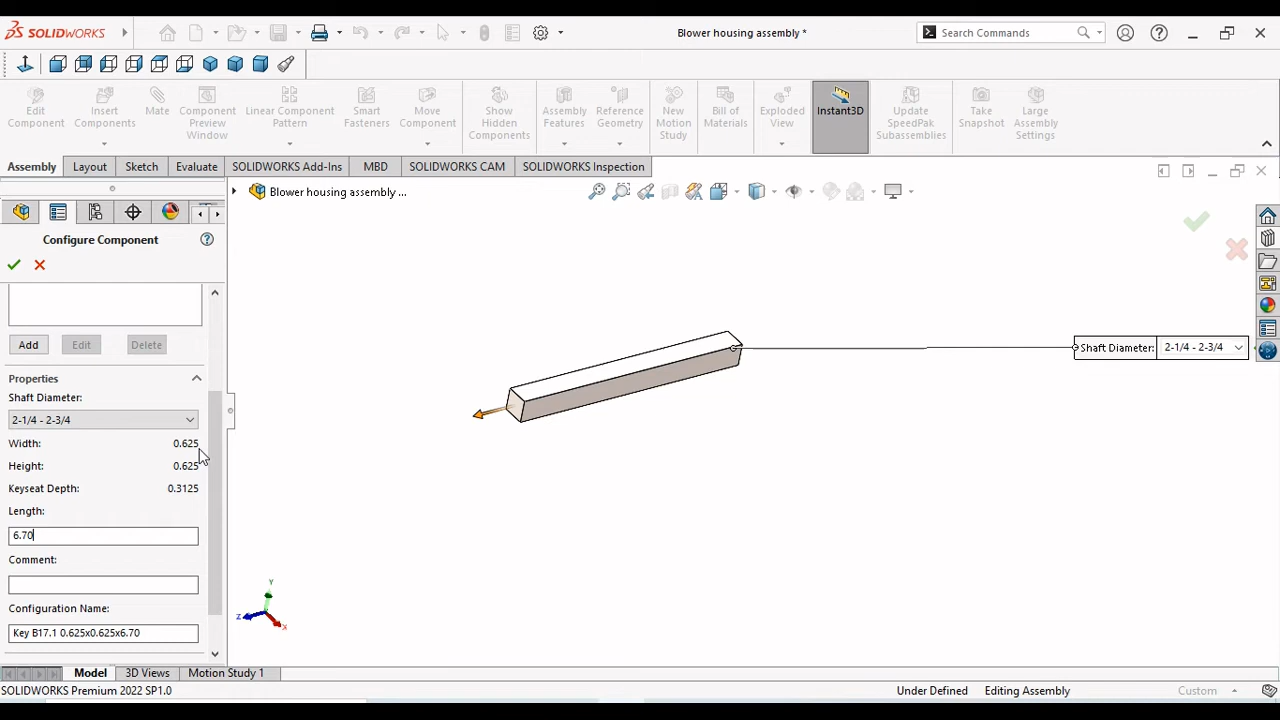 SOLIDWORKS
Blower housing assembly *
Search Commands
Edit Component
Insert Components
Mate
Component Preview Window
Linear Component Pattern
Smart Fasteners
Move Component
Show Hidden Components
Assembly Features
Reference Geometry
New Motion Study
Bill of Materials
Exploded View
Instant3D
Update SpeedPak Subassemblies
Take Snapshot
Large Assembly Settings
Assembly
Layout
Sketch
Evaluate
SOLIDWORKS Add-Ins
MBD
SOLIDWORKS CAM
SOLIDWORKS Inspection
Blower housing assembly ...
Configure Component
Add
Edit
Delete
Properties
Shaft Diameter:
2-1/4 - 2-3/4
Width: 0.625
Height: 0.625
Keyseat Depth: 0.3125
Length:
6.70
Comment:
Configuration Name:
Key B17.1 0.625x0.625x6.70
Shaft Diameter: 2-1/4 - 2-3/4
Y
Z
X
Model
3D Views
Motion Study 1
SOLIDWORKS Premium 2022 SP1.0
Under Defined
Editing Assembly
Custom